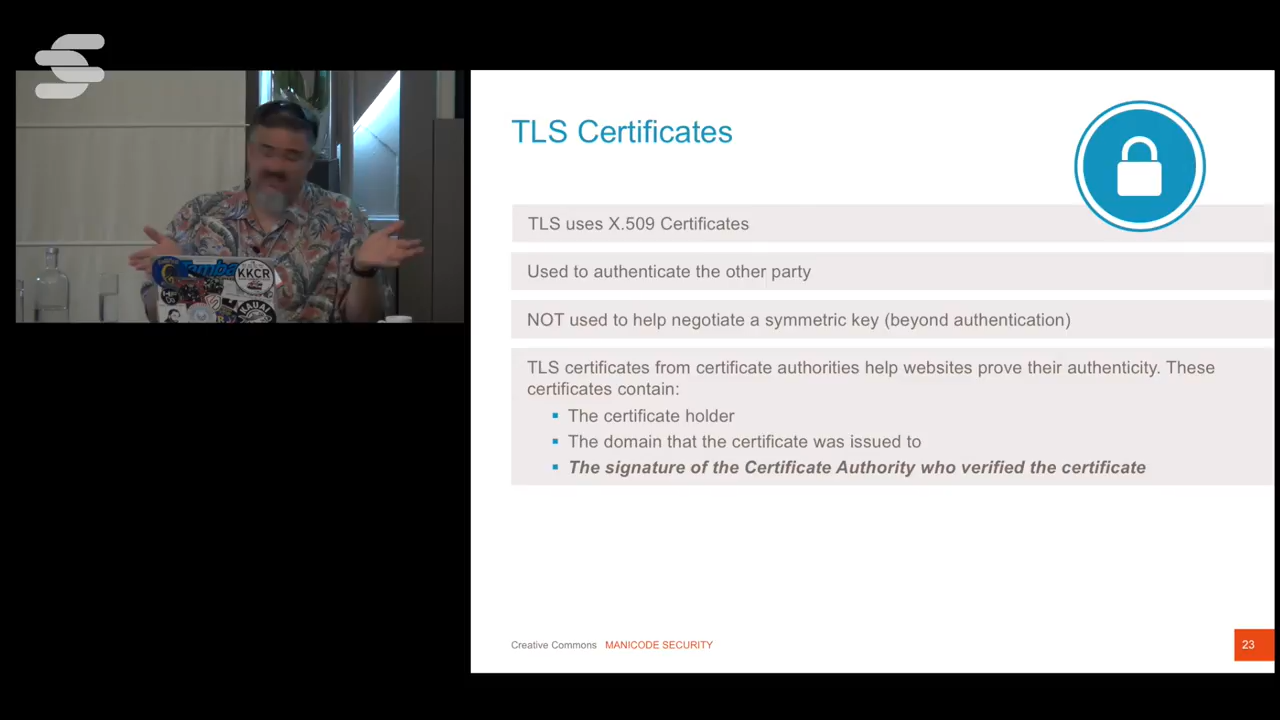 TLS Certificates
TLS uses X.509 Certificates
Used to authenticate the other party
NOT used to help negotiate a symmetric key (beyond authentication)
TLS certificates from certificate authorities help websites prove their authenticity. These
certificates contain:
The certificate holder
The domain that the certificate was issued to
The signature of the Certificate Authority who verified the certificate
Creative Commons MANICODE SECURITY
23
KKCR
KAUAI